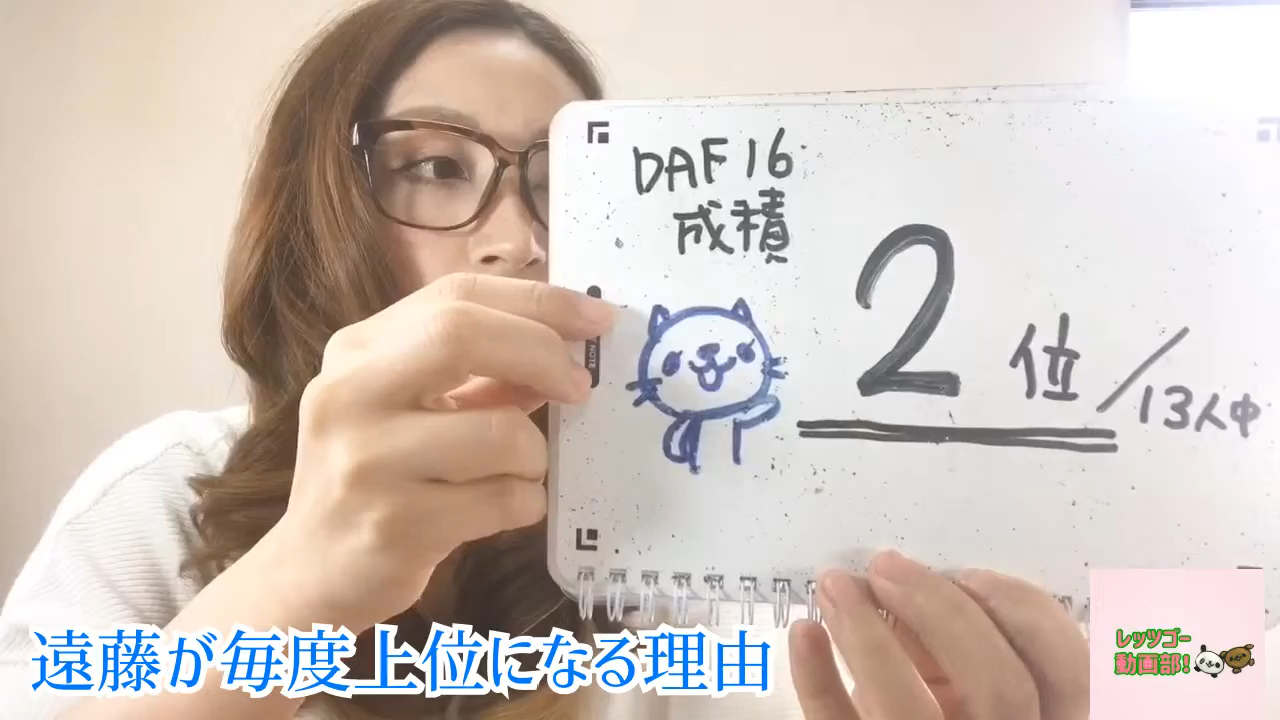 DAF16
成積
2位/13人中
NOTE
遠藤が毎度上位になる理由
レッツゴー
動画部!